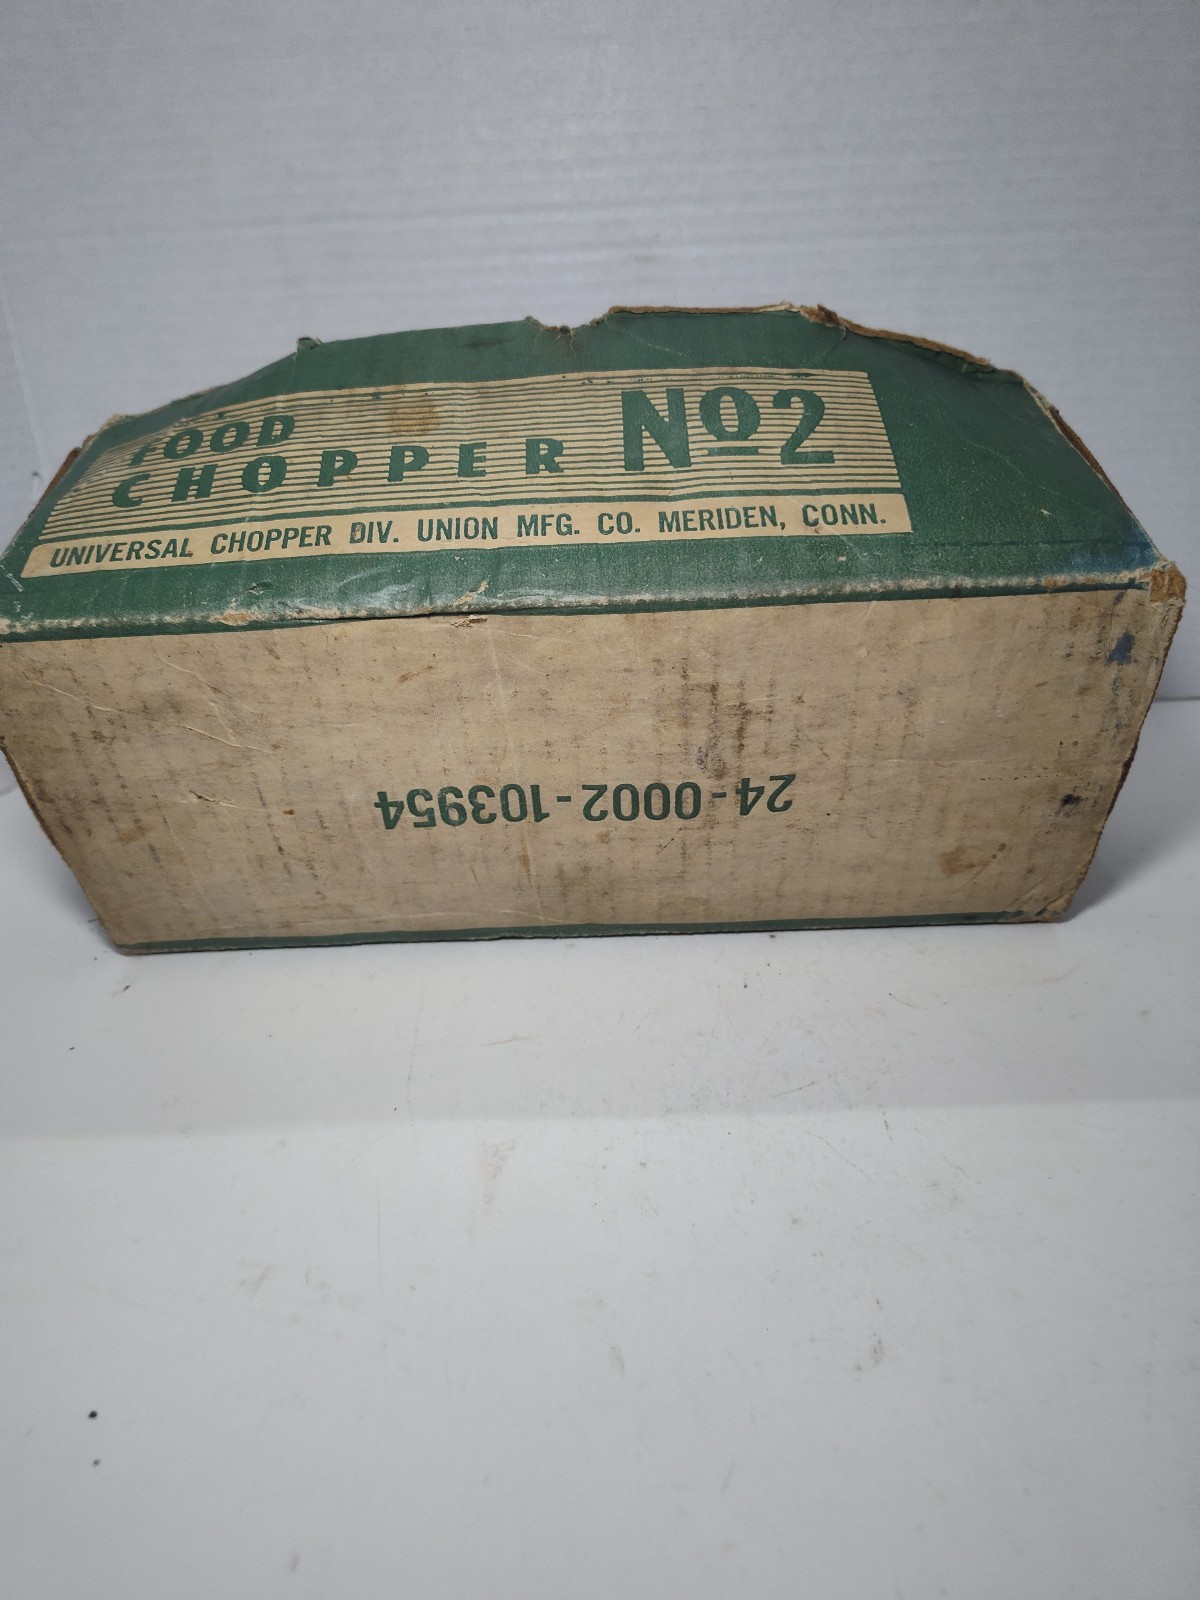 FOOD
CHOPPER No2
UNIVERSAL CHOPPER DIV. UNION MFG. CO. MERIDEN, CONN.
24-0002-103954